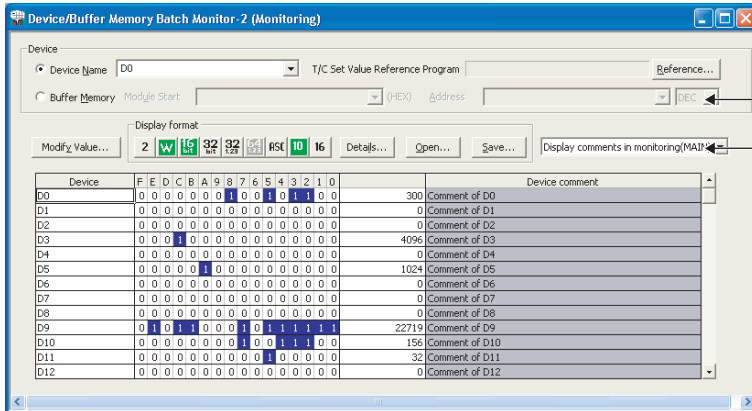 Device/Buffer Memory Batch Monitor-2 (Monitoring)
Device
Device Name D0 T/C Set Value Reference Program Reference...
Buffer Memory Module Start (HEX) Address DEC
Display format
Modify Value... 2 W 16 bit 32 bit 32 1.23 64 1.23 ASC 10 16 Details... Open... Save... Display comments in monitoring(MAIN)
Device F E D C B A 9 8 7 6 5 4 3 2 1 0 Device comment
D0 0 0 0 0 0 0 0 1 0 0 1 0 1 1 0 0 300 Comment of D0
D1 0 0 0 0 0 0 0 0 0 0 0 0 0 0 0 0 0 Comment of D1
D2 0 0 0 0 0 0 0 0 0 0 0 0 0 0 0 0 0 Comment of D2
D3 0 0 0 1 0 0 0 0 0 0 0 0 0 0 0 0 4096 Comment of D3
D4 0 0 0 0 0 0 0 0 0 0 0 0 0 0 0 0 0 Comment of D4
D5 0 0 0 0 0 1 0 0 0 0 0 0 0 0 0 0 1024 Comment of D5
D6 0 0 0 0 0 0 0 0 0 0 0 0 0 0 0 0 0 Comment of D6
D7 0 0 0 0 0 0 0 0 0 0 0 0 0 0 0 0 0 Comment of D7
D8 0 0 0 0 0 0 0 0 0 0 0 0 0 0 0 0 0 Comment of D8
D9 0 1 0 1 1 0 0 0 1 0 1 1 1 1 1 1 22719 Comment of D9
D10 0 0 0 0 0 0 0 0 1 0 0 1 1 1 0 0 156 Comment of D10
D11 0 0 0 0 0 0 0 0 0 0 1 0 0 0 0 0 32 Comment of D11
D12 0 0 0 0 0 0 0 0 0 0 0 0 0 0 0 0 0 Comment of D12